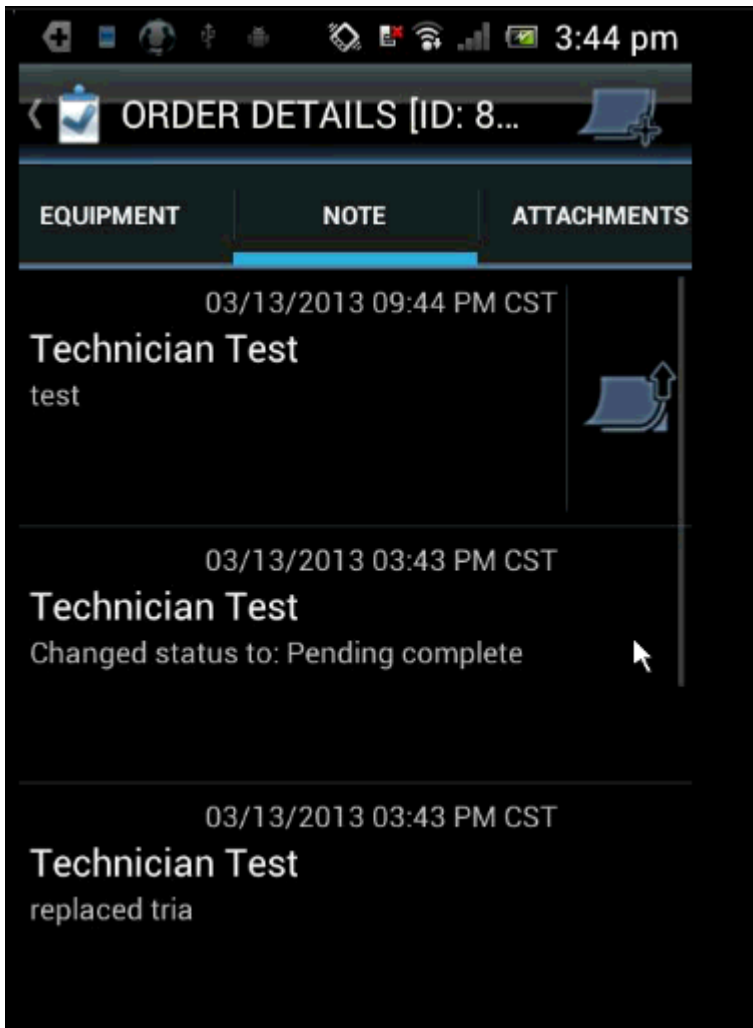 3:44 pm
ORDER DETAILS [ID: 8...
EQUIPMENT NOTE ATTACHMENTS
03/13/2013 09:44 PM CST
Technician Test
test
03/13/2013 03:43 PM CST
Technician Test
Changed status to: Pending complete
03/13/2013 03:43 PM CST
Technician Test
replaced tria